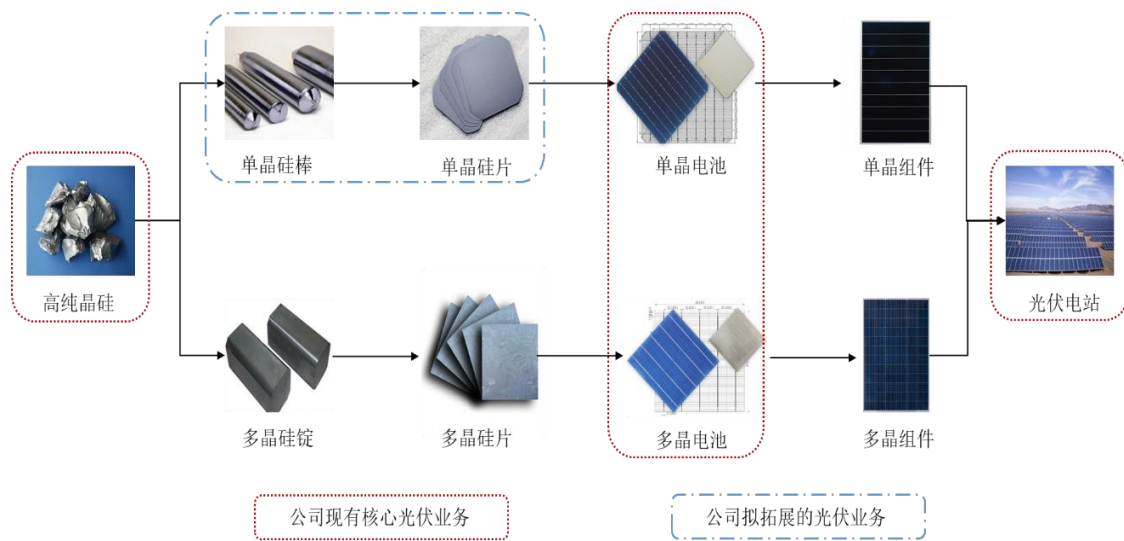 单晶硅棒
单晶硅片
单晶电池
单晶组件
高纯晶硅
光伏电站
多晶硅锭
多晶硅片
多晶电池
多晶组件
公司现有核心光伏业务
公司拟拓展的光伏业务